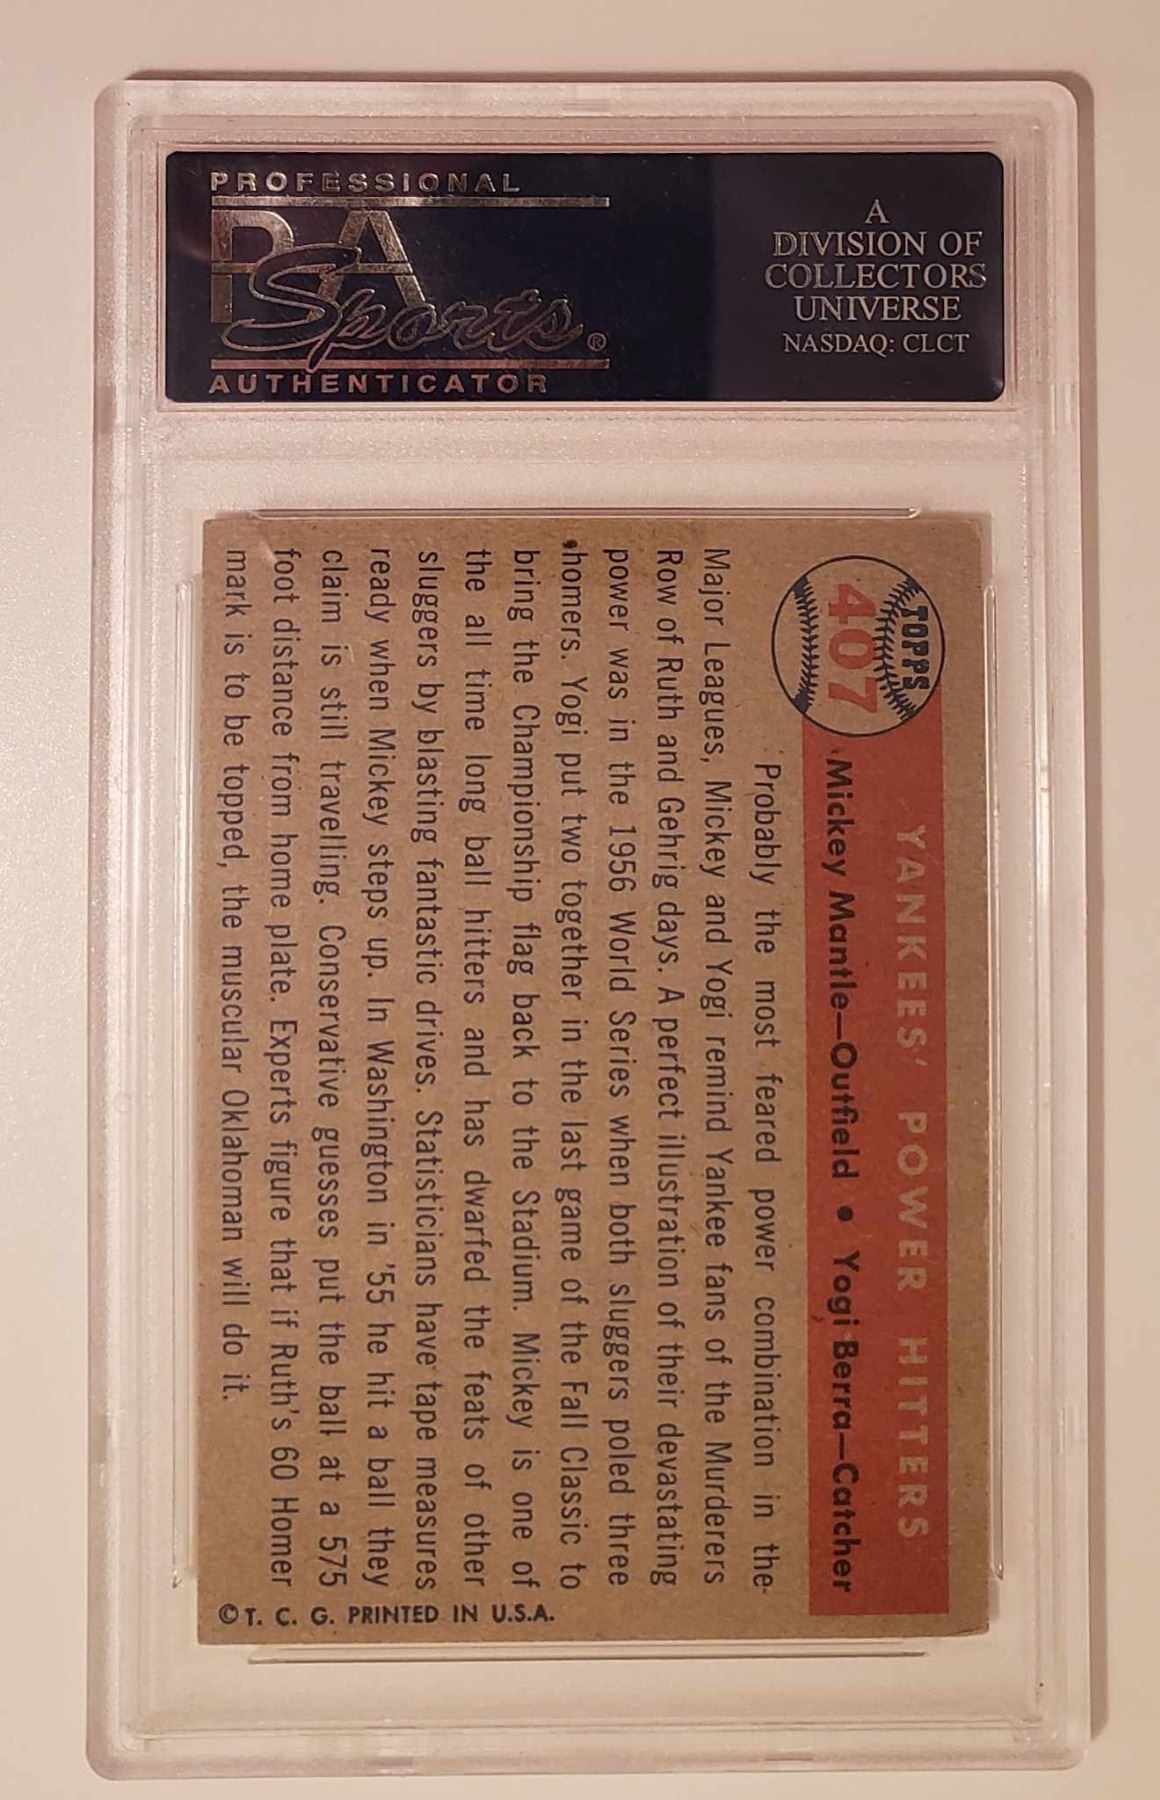 PROFESSIONAL
PSA
Sports®
AUTHENTICATOR
A
DIVISION OF
COLLECTORS
UNIVERSE
NASDAQ: CLCT
TOPPS
407
YANKEES' POWER HITTERS
Mickey Mantle—Outfield • Yogi Berra—Catcher
Probably the most feared power combination in the
Major Leagues, Mickey and Yogi remind Yankee fans of the Murderers
Row of Ruth and Gehrig days. A perfect illustration of their devastating
power was in the 1956 World Series when both sluggers poled three
homers. Yogi put two together in the last game of the Fall Classic to
bring the Championship flag back to the Stadium. Mickey is one of
the all time long ball hitters and has dwarfed the feats of other
sluggers by blasting fantastic drives. Statisticians have tape measures
ready when Mickey steps up. In Washington in '55 he hit a ball they
claim is still travelling. Conservative guesses put the ball at a 575
foot distance from home plate. Experts figure that if Ruth's 60 Homer
mark is to be topped, the muscular Oklahoman will do it.
© T. C. G. PRINTED IN U.S.A.